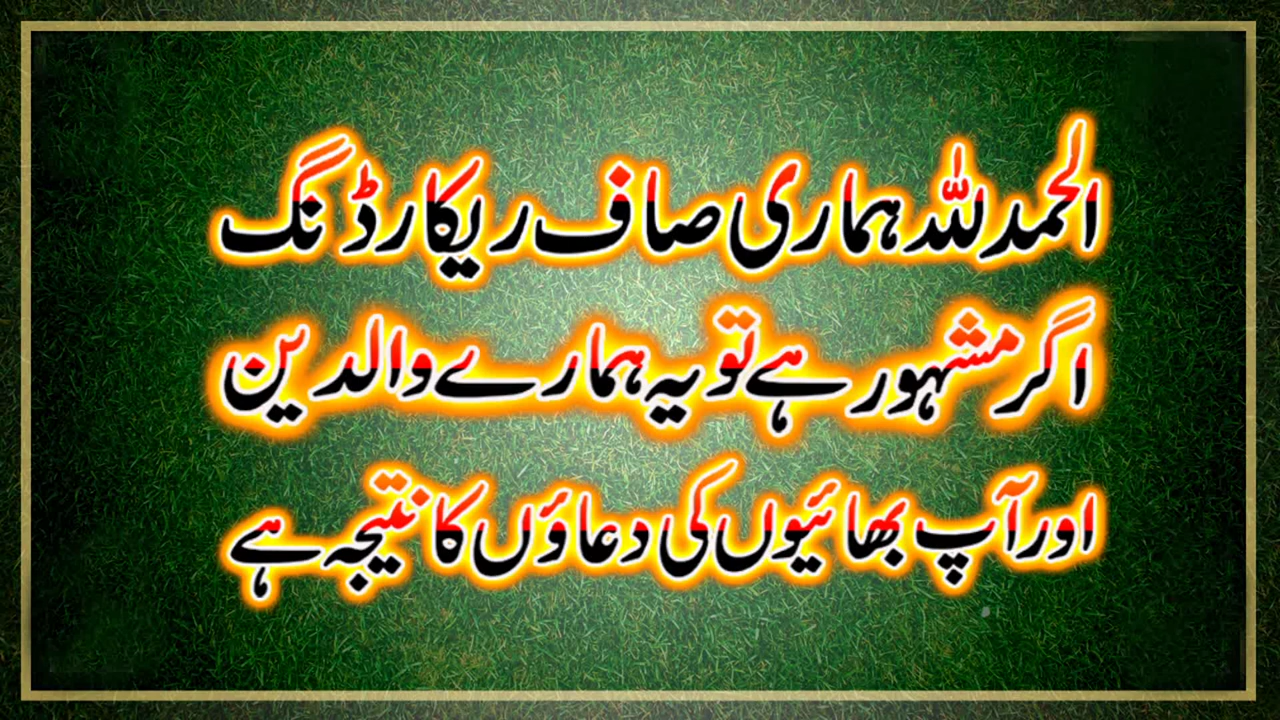 الحمدللہ ہماری صاف ریکارڈنگ
اگر مشہور ہے تو یہ ہمارے والدین
اور آپ بھائیوں کی دعاؤں کا نتیجہ ہے